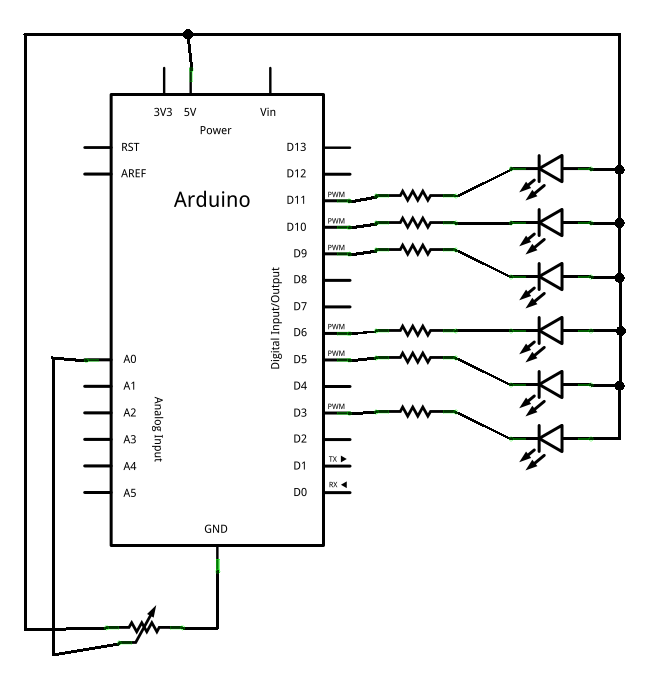 3V3 5V Vin
Power
RST D13
AREF D12
Arduino
D11 PWM
D10 PWM
D9 PWM
D8
Digital Input/Output
D7
D6 PWM
A0 D5 PWM
A1 D4
A2 D3 PWM
Analog Input
A3 D2
A4 D1 TX
A5 D0 RX
GND